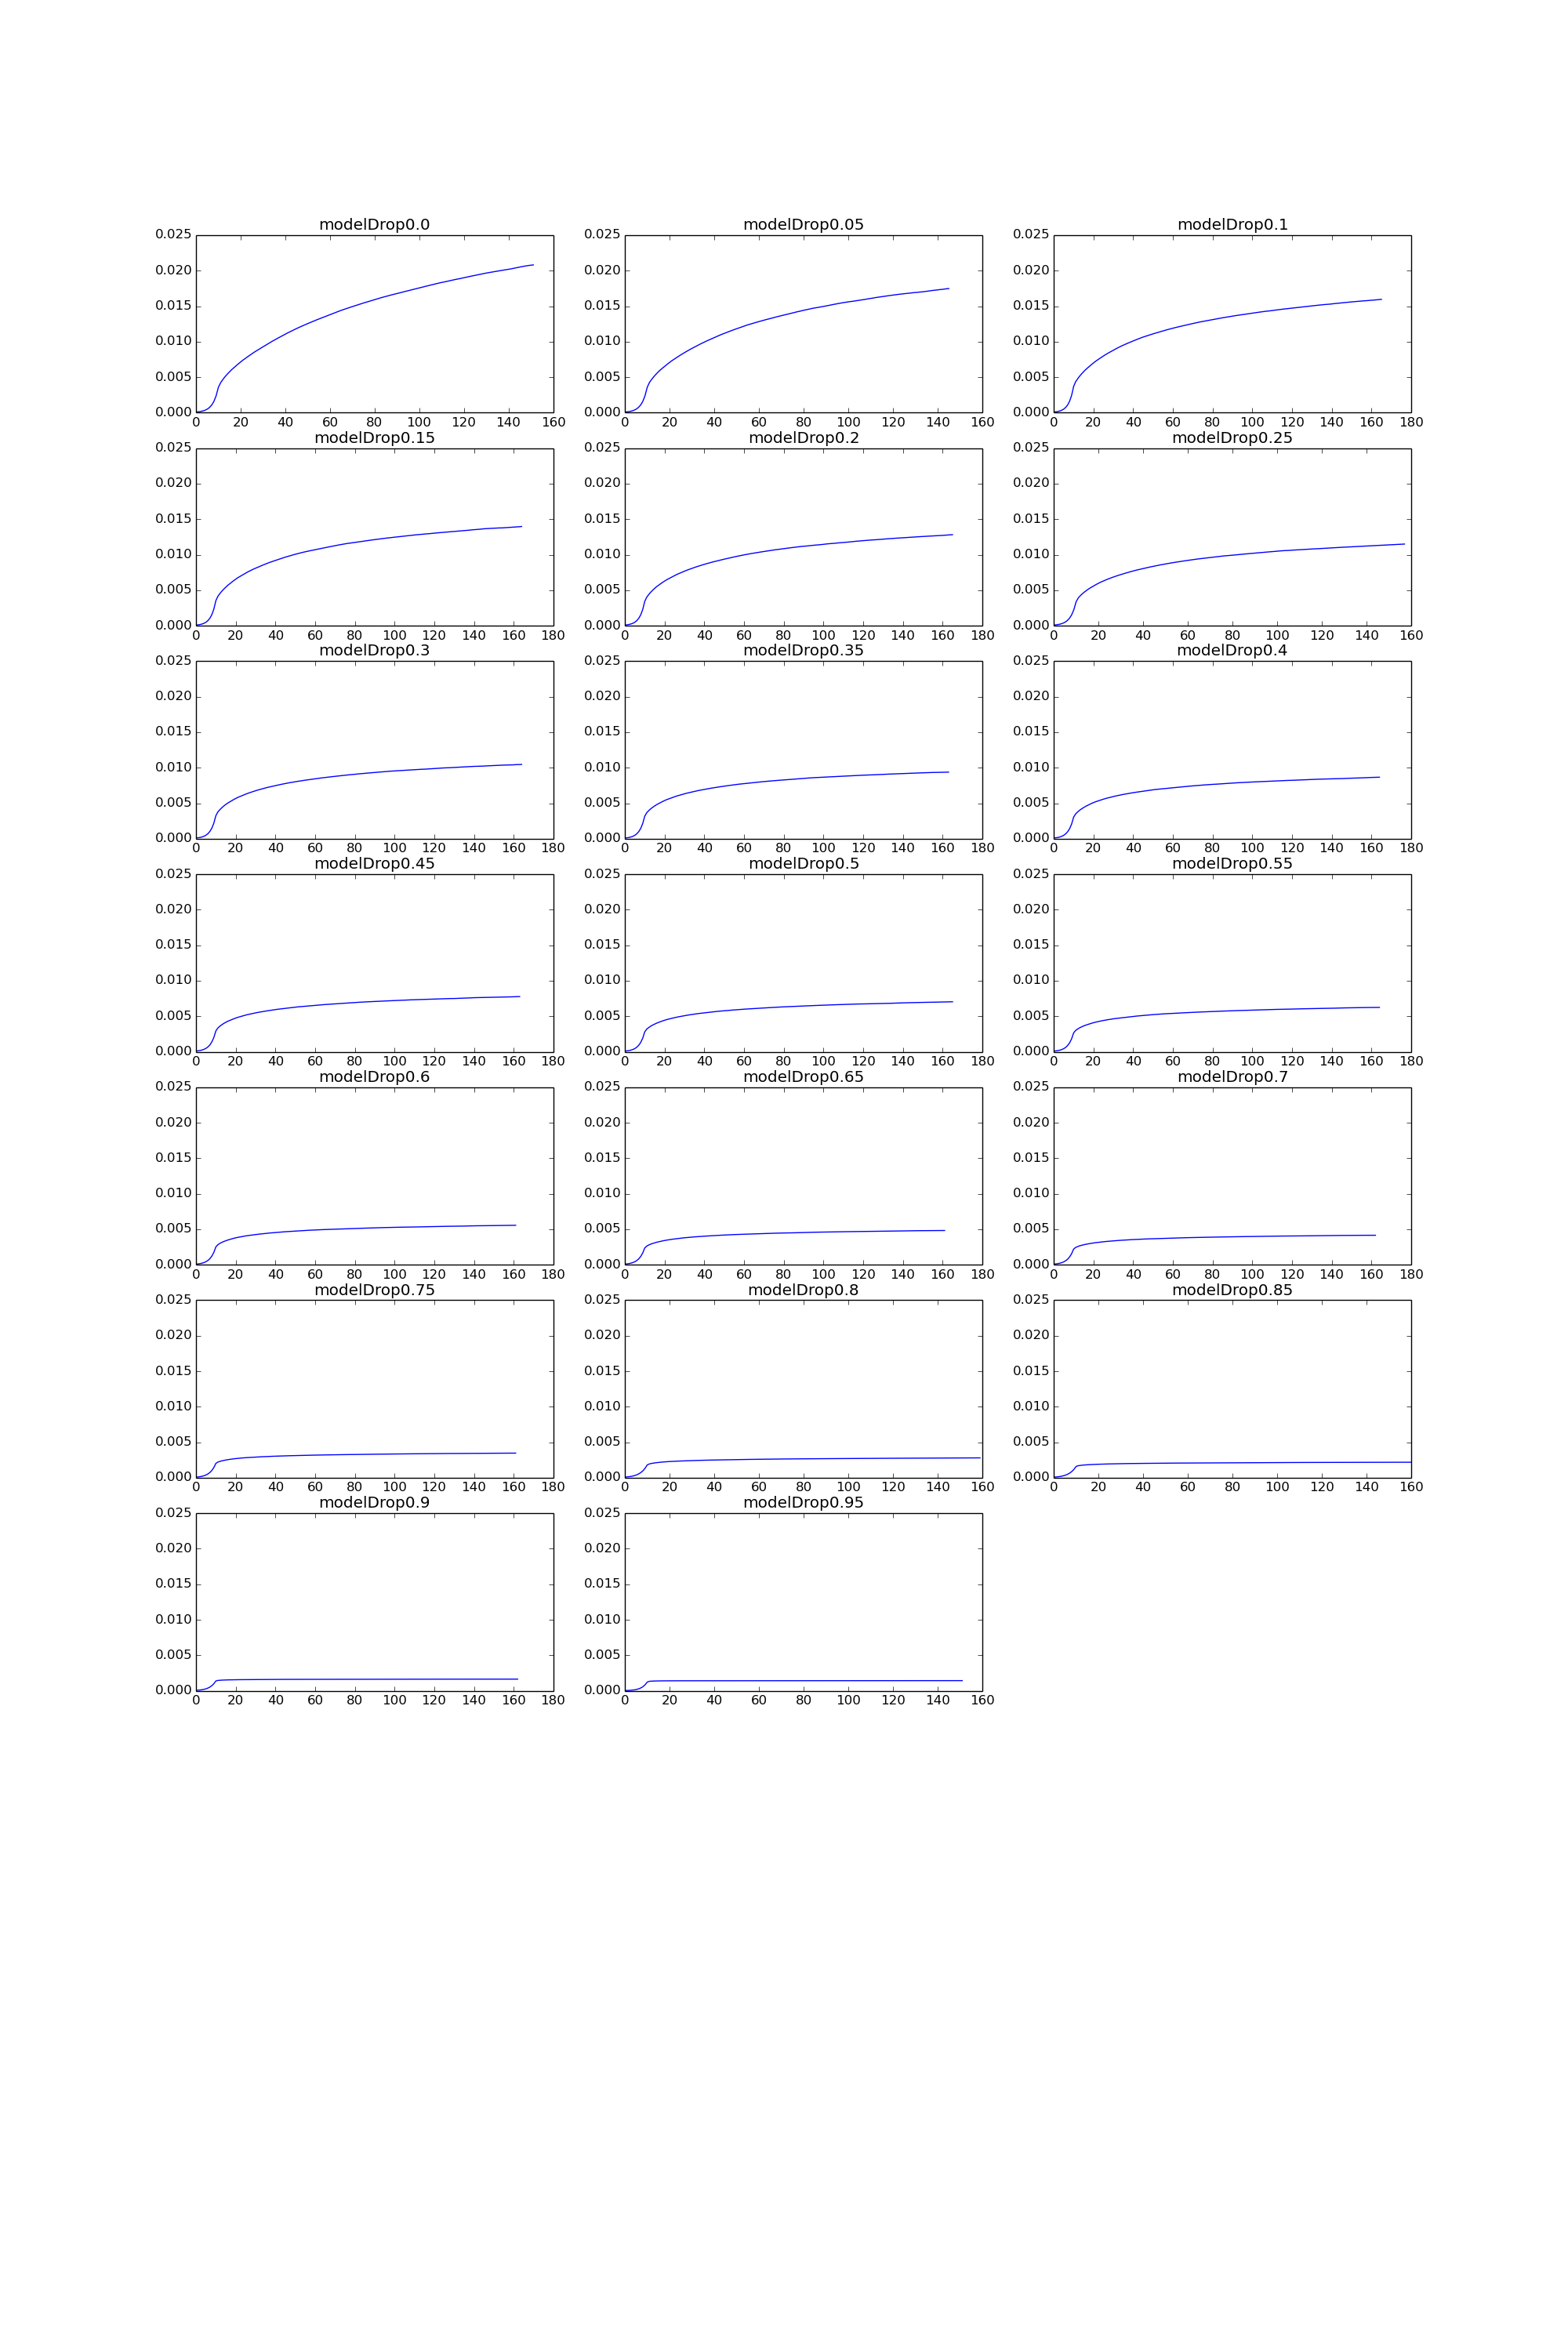 modelDrop0.0 modelDrop0.05 modelDrop0.1
0.025 0.025 0.025
0.020 0.020 0.020
0.015 0.015 0.015
0.010 0.010 0.010
0.005 0.005 0.005
0.000 0.000 0.000
0 20 40 60 80 100 120 140 160 0 20 40 60 80 100 120 140 160 0 20 40 60 80 100 120 140 160 180
modelDrop0.15 modelDrop0.2 modelDrop0.25
0.025 0.025 0.025
0.020 0.020 0.020
0.015 0.015 0.015
0.010 0.010 0.010
0.005 0.005 0.005
0.000 0.000 0.000
0 20 40 60 80 100 120 140 160 180 0 20 40 60 80 100 120 140 160 180 0 20 40 60 80 100 120 140 160
modelDrop0.3 modelDrop0.35 modelDrop0.4
0.025 0.025 0.025
0.020 0.020 0.020
0.015 0.015 0.015
0.010 0.010 0.010
0.005 0.005 0.005
0.000 0.000 0.000
0 20 40 60 80 100 120 140 160 180 0 20 40 60 80 100 120 140 160 180 0 20 40 60 80 100 120 140 160 180
modelDrop0.45 modelDrop0.5 modelDrop0.55
0.025 0.025 0.025
0.020 0.020 0.020
0.015 0.015 0.015
0.010 0.010 0.010
0.005 0.005 0.005
0.000 0.000 0.000
0 20 40 60 80 100 120 140 160 180 0 20 40 60 80 100 120 140 160 180 0 20 40 60 80 100 120 140 160 180
modelDrop0.6 modelDrop0.65 modelDrop0.7
0.025 0.025 0.025
0.020 0.020 0.020
0.015 0.015 0.015
0.010 0.010 0.010
0.005 0.005 0.005
0.000 0.000 0.000
0 20 40 60 80 100 120 140 160 180 0 20 40 60 80 100 120 140 160 180 0 20 40 60 80 100 120 140 160 180
modelDrop0.75 modelDrop0.8 modelDrop0.85
0.025 0.025 0.025
0.020 0.020 0.020
0.015 0.015 0.015
0.010 0.010 0.010
0.005 0.005 0.005
0.000 0.000 0.000
0 20 40 60 80 100 120 140 160 180 0 20 40 60 80 100 120 140 160 0 20 40 60 80 100 120 140 160
modelDrop0.9 modelDrop0.95
0.025 0.025
0.020 0.020
0.015 0.015
0.010 0.010
0.005 0.005
0.000 0.000
0 20 40 60 80 100 120 140 160 180 0 20 40 60 80 100 120 140 160